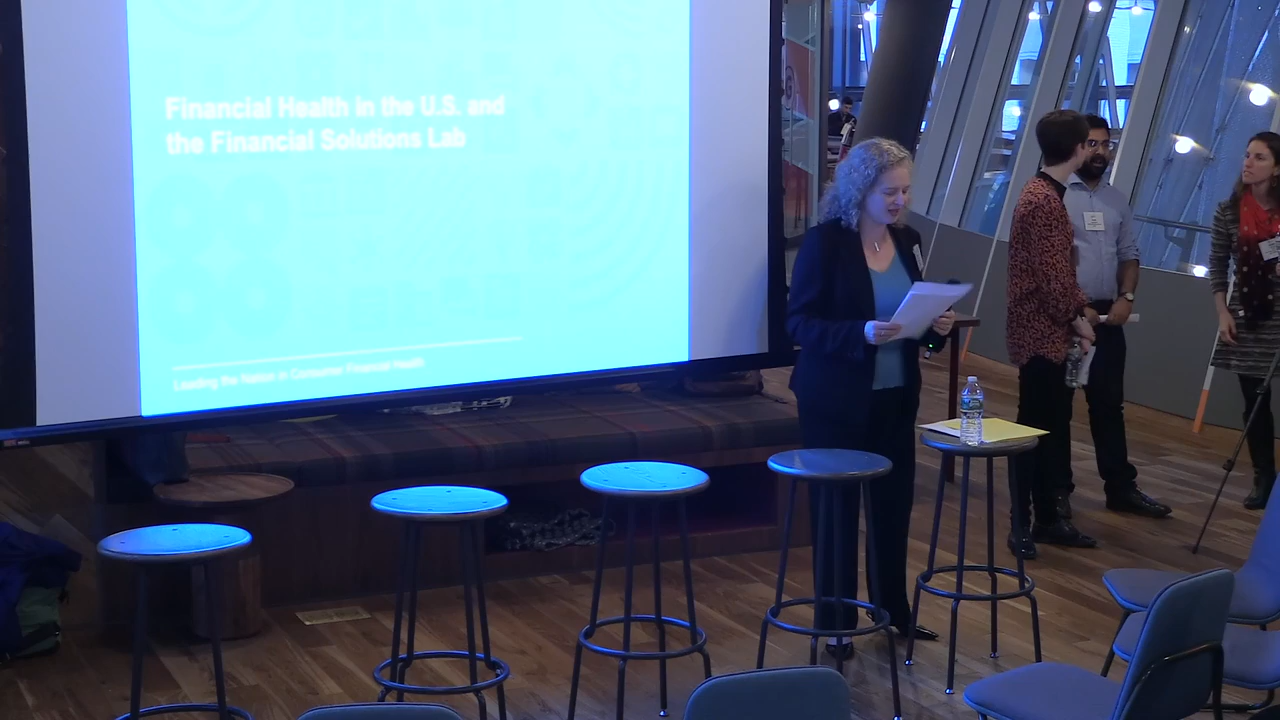 Financial Health in the U.S. and
the Financial Solutions Lab
Leading the Nation in Consumer Financial Health